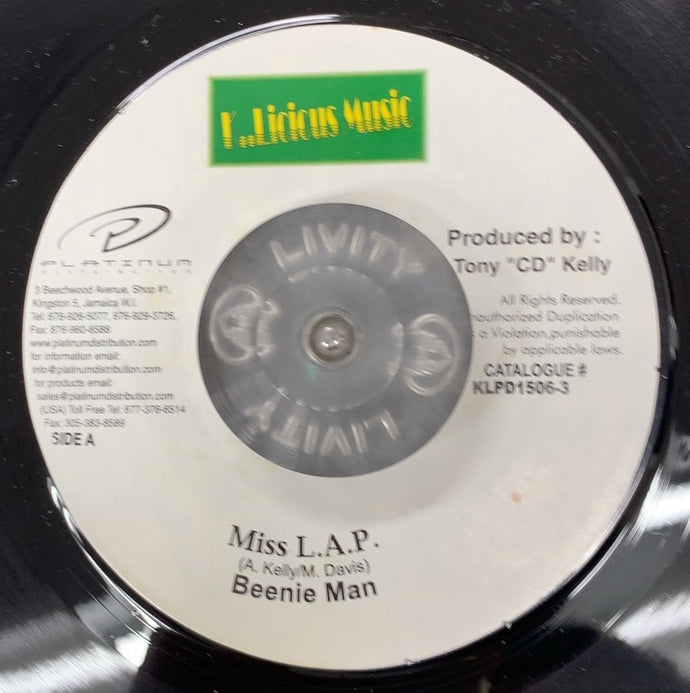 K..Licious Music
PLATINUM
DISTRIBUTION
3 Beechwood Avenue, Shop #1,
Kingston 5, Jamaica W.I.
Tel: 876-926-5077, 876-929-3726,
Fax: 876-960-8588
www.platinumdistribution.com
for information email:
info@platinumdistribution.com
for products email:
sales@platinumdistribution.com
(USA) Toll Free Tel: 877-376-6514
Fax: 305-383-8589
SIDE A
Produced by :
Tony "CD" Kelly
All Rights Reserved.
nauthorized Duplication
s a Violation,punishable
by applicable laws.
CATALOGUE #
KLPD1506-3
LIVITY
LIVITY
Miss L.A.P.
(A. Kelly/M. Davis)
Beenie Man